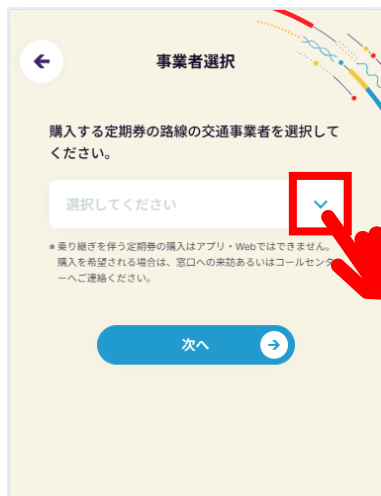 事業者選択
購入する定期券の路線の交通事業者を選択して
ください。
選択してください
*乗り継ぎを伴う定期券の購入はアプリ・Webではできません。
購入を希望される場合は、窓口への来訪あるいはコールセンタ
ーへご連絡ください。
次へ